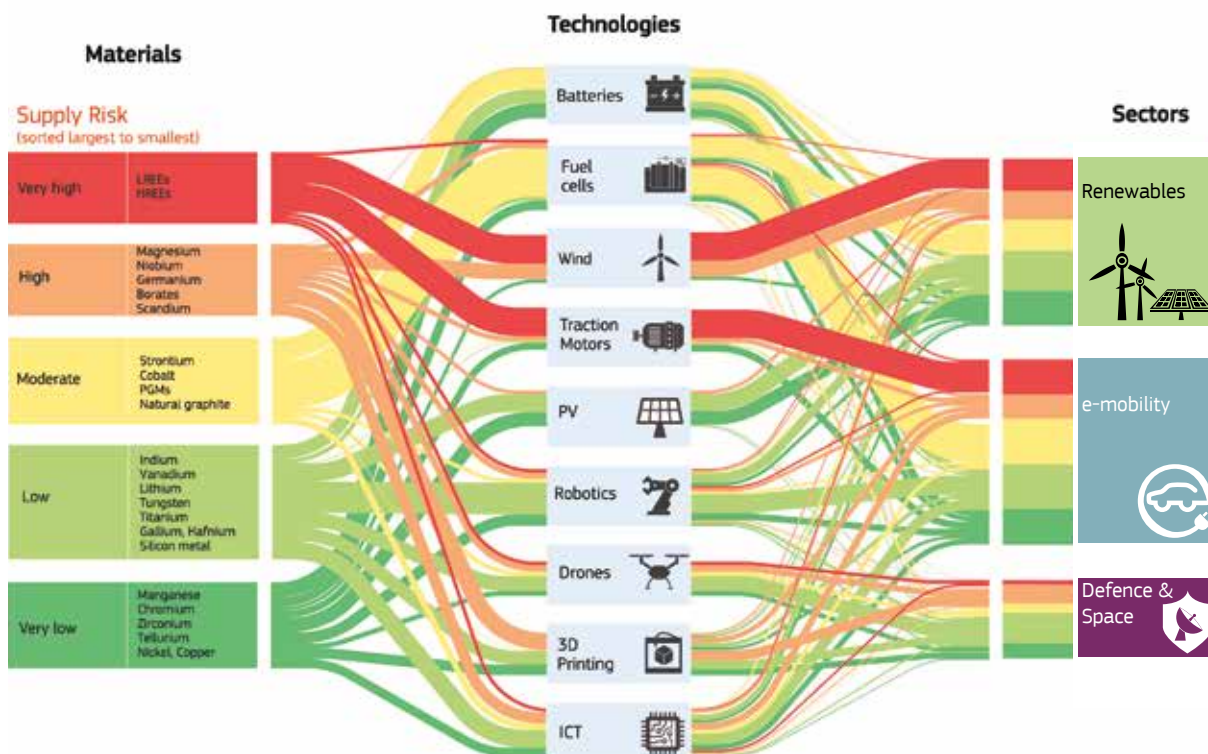 Materials
Supply Risk
(sorted largest to smallest)
Very high
LREEs
HREEs
High
Magnesium
Niobium
Germanium
Borates
Scandium
Moderate
Strontium
Cobalt
PGMs
Natural graphite
Low
Indium
Vanadium
Lithium
Tungsten
Titanium
Gallium, Hafnium
Silicon metal
Very low
Manganese
Chromium
Zirconium
Tellurium
Nickel, Copper
Technologies
Batteries
Fuel
cells
Wind
Traction
Motors
PV
Robotics
Drones
3D
Printing
ICT
Sectors
Renewables
e-mobility
Defence &
Space